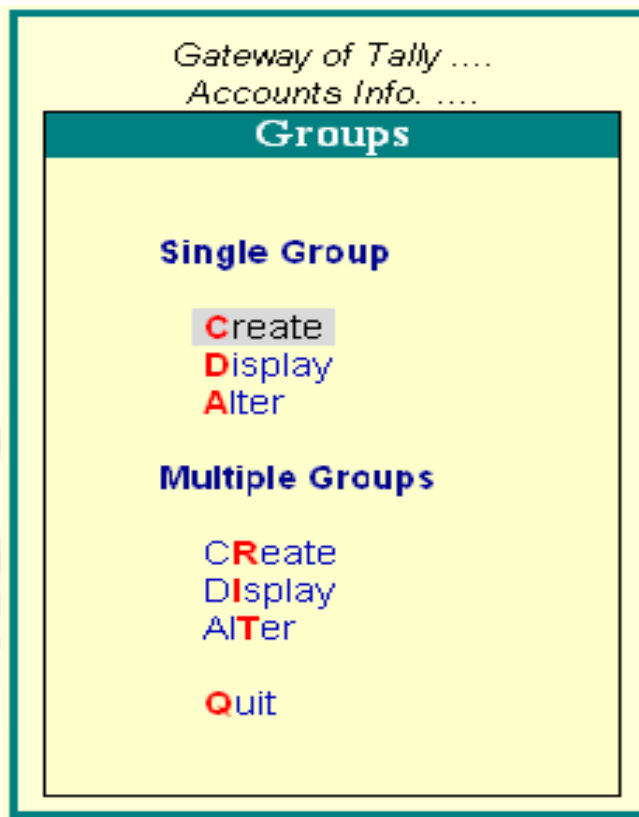 Gateway of Tally ....
Accounts Info. ....
Groups
Single Group
Create
Display
Alter
Multiple Groups
CReate
DIsplay
AlTer
Quit